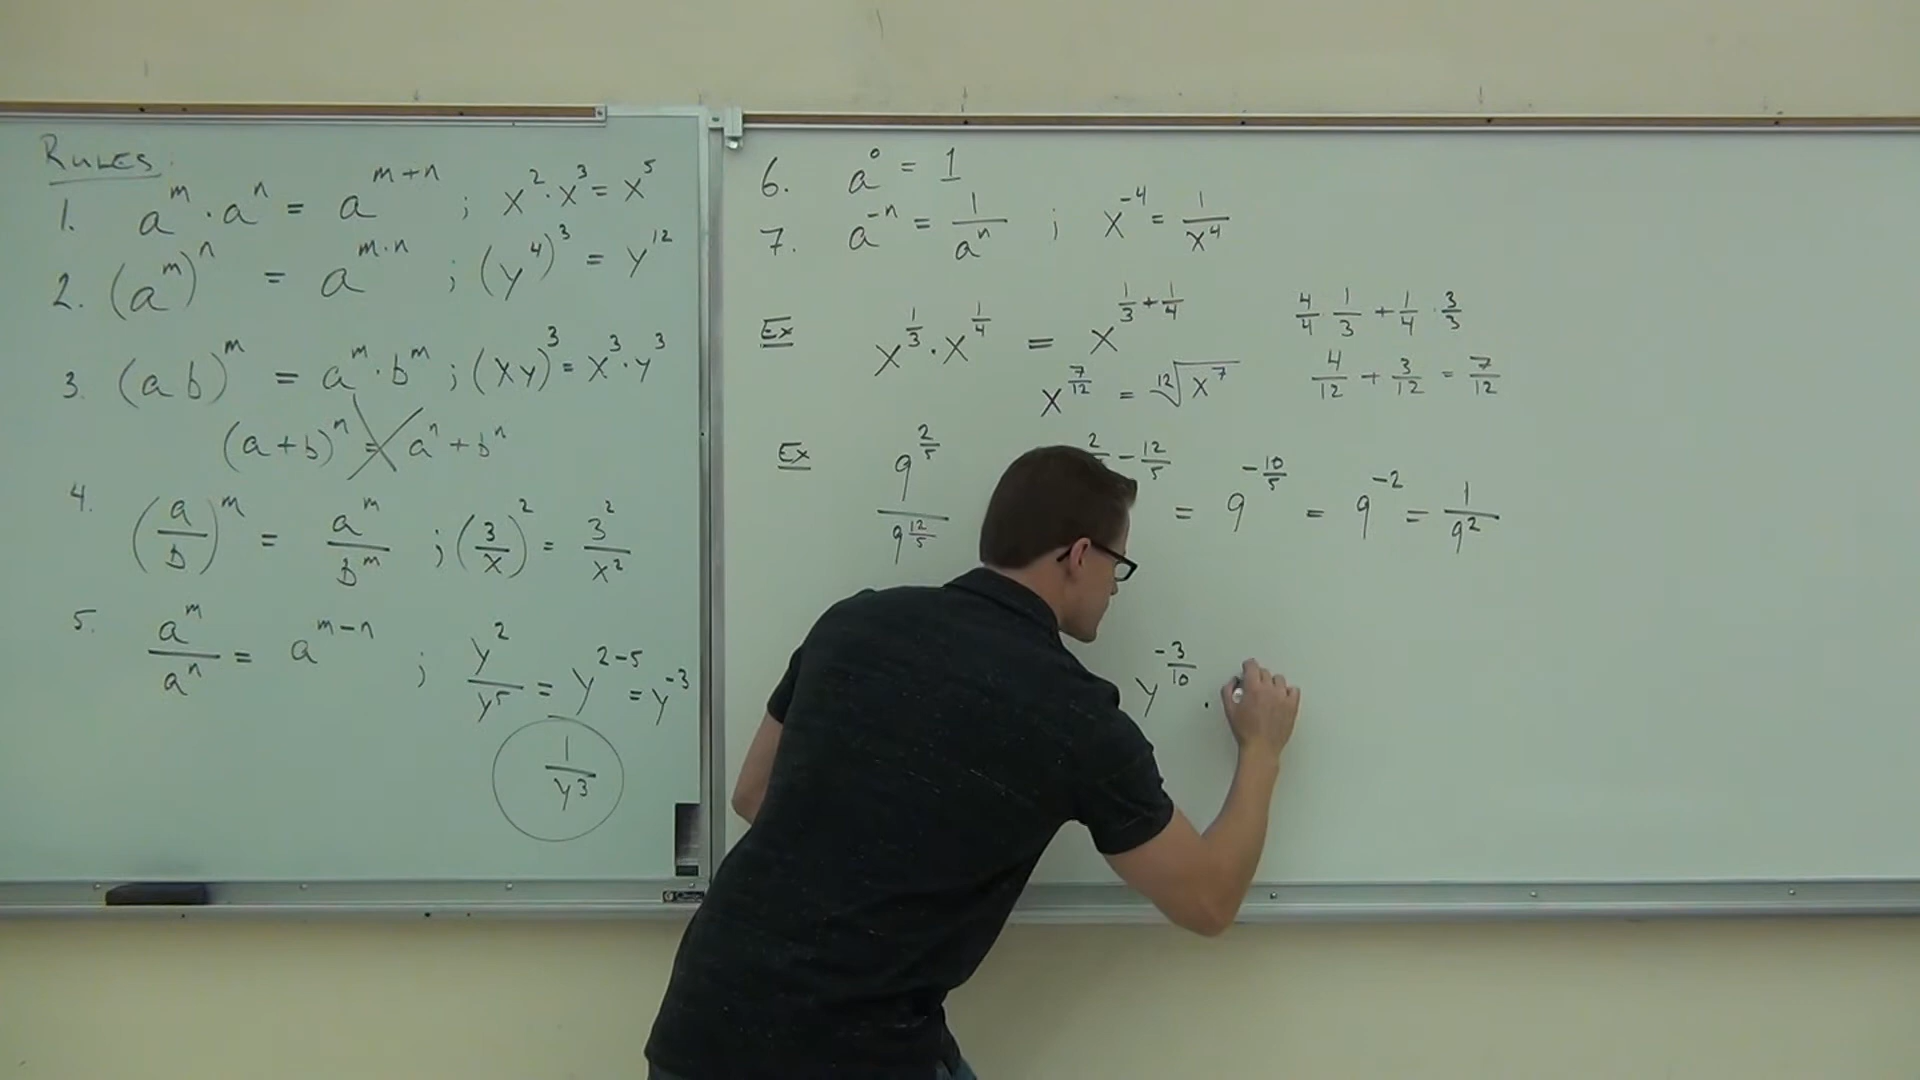 RULES:
1. a^m · a^n = a^(m+n) ; x^2 · x^3 = x^5
2. (a^m)^n = a^(m·n) ; (y^4)^3 = y^12
3. (ab)^m = a^m · b^m ; (xy)^3 = x^3 · y^3
(a+b)^n = a^n + b^n
4. (a/b)^m = a^m/b^m ; (3/x)^2 = 3^2/x^2
5. a^m/a^n = a^(m-n) ; y^2/y^5 = y^(2-5) = y^-3
1/y^3
6. a^0 = 1
7. a^-n = 1/a^n ; x^-4 = 1/x^4
Ex x^(1/3) · x^(1/4) = x^(1/3+1/4) 4/4 · 1/3 + 1/4 · 3/3
x^(7/12) = ¹²√x^7 4/12 + 3/12 = 7/12
Ex 9^(2/5)/9^(12/5) 2/5 - 12/5 = 9^(-10/5) = 9^-2 = 1/9^2
y^(-3/10) ·